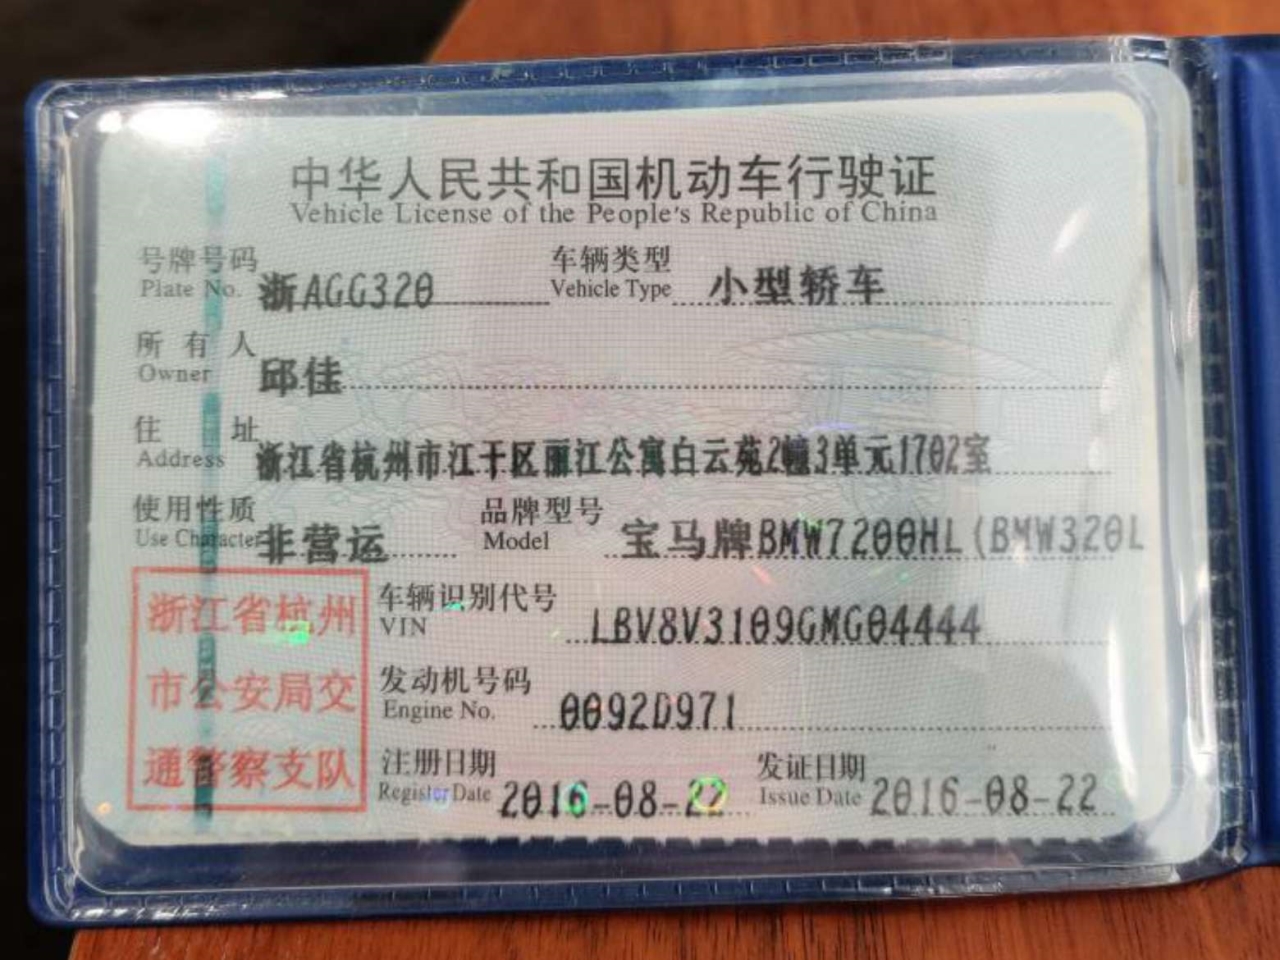 中华人民共和国机动车行驶证
Vehicle License of the People's Republic of China
号牌号码 浙AGG320 车辆类型 小型轿车
Plate No. Vehicle Type
所有人 邱佳
Owner
住址 浙江省杭州市江干区丽江公寓白云苑2幢3单元1702室
Address
使用性质 非营运 品牌型号 宝马牌BMW7200HL(BMW320L
Use Character Model
浙江省杭州
市公安局交
通警察支队
车辆识别代号 LBV8V3109GMG04444
VIN
发动机号码 0092D971
Engine No.
注册日期 2016-08-22 发证日期 2016-08-22
Register Date Issue Date